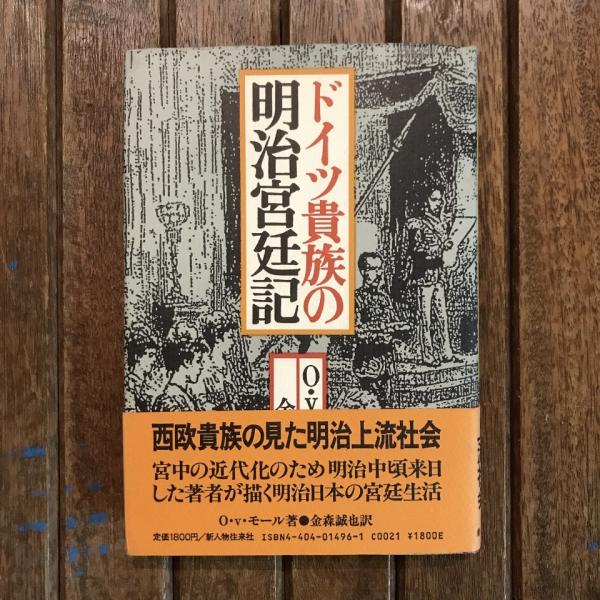 ドイツ貴族の
明治宮廷記
O・v
西欧貴族の見た明治上流社会
宮中の近代化のため明治中頃来日
した著者が描く明治日本の宮廷生活
O・v・モール著●金森誠也訳
定価1800円/新人物往来社 ISBN4-404-01496-1 C0021 ¥1800E